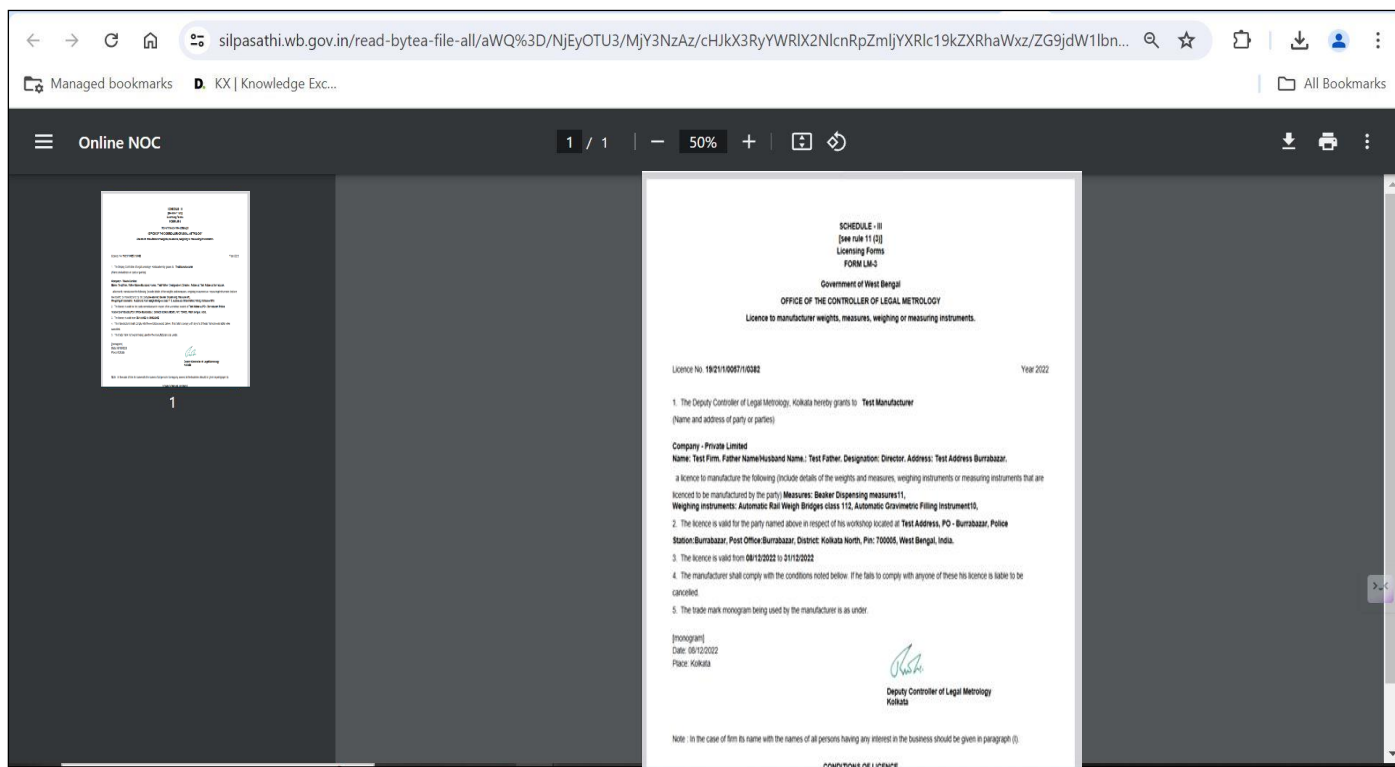 silpasathi.wb.gov.in/read-bytea-file-all/aWQ%3D/NjEyOTU3/MjY3NzAz/cHJkX3RyYWRlX2NlcnRpZmljYXRlc19kZXRhaWxz/ZG9jdW1lbn...
Managed bookmarks D. KX | Knowledge Exc... All Bookmarks
Online NOC 1 / 1 50%
1
SCHEDULE - III
[see rule 11 (3)]
Licensing Forms
FORM LM-3
Government of West Bengal
OFFICE OF THE CONTROLLER OF LEGAL METROLOGY
Licence to manufacturer weights, measures, weighing or measuring instruments.
Licence No. 19/21/1/0057/1/0382 Year 2022
1. The Deputy Controller of Legal Metrology, Kolkata hereby grants to Test Manufacturer
(Name and address of party or parties)
Company - Private Limited
Name: Test Firm. Father Name/Husband Name.: Test Father. Designation: Director. Address: Test Address Burrabazar.
a licence to manufacture the following (include details of the weights and measures, weighing instruments or measuring instruments that are
licenced to be manufactured by the party) Measures: Beaker Dispensing measures11,
Weighing instruments: Automatic Rail Weigh Bridges class 112, Automatic Gravimetric Filling Instrument10,
2. The licence is valid for the party named above in respect of his workshop located at Test Address, PO - Burrabazar, Police
Station:Burrabazar, Post Office:Burrabazar, District: Kolkata North, Pin: 700005, West Bengal, India.
3. The licence is valid from 08/12/2022 to 31/12/2022
4. The manufacturer shall comply with the conditions noted bellow. If he fails to comply with anyone of these his licence is liable to be
cancelled.
5. The trade mark monogram being used by the manufacturer is as under.
[monogram]
Date: 08/12/2022
Place: Kolkata
Deputy Controller of Legal Metrology
Kolkata
Note : In the case of firm its name with the names of all persons having any interest in the business should be given in paragraph (I).
CONDITIONS OF LICENCE